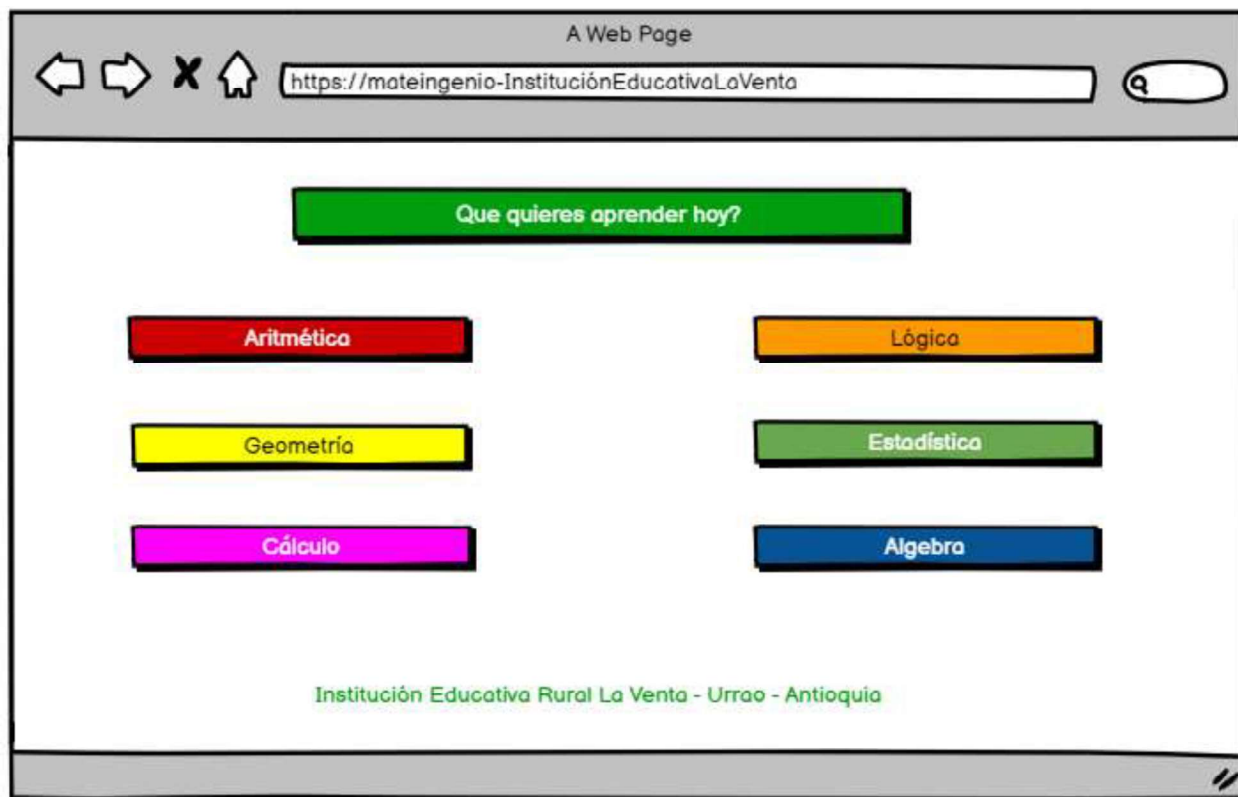 A Web Page
https://mateingenio-InstituciónEducativaLaVenta
Que quieres aprender hoy?
Aritmética
Lógica
Geometría
Estadística
Cálculo
Algebra
Institución Educativa Rural La Venta - Urrao - Antioquia